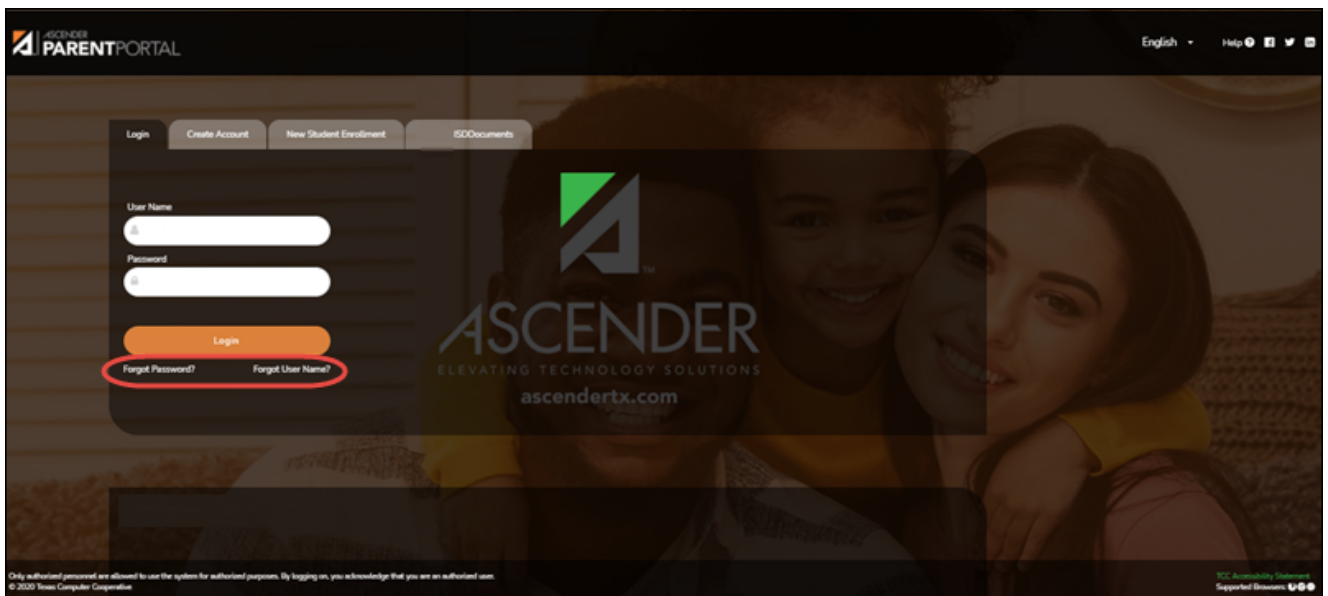 ASCENDER
PARENTPORTAL
English
Help
Login
Create Account
New Student Enrollment
ISDDocuments
User Name
Password
Login
Forgot Password?
Forgot User Name?
TM
ASCENDER
ELEVATING TECHNOLOGY SOLUTIONS
ascendertx.com
Only authorized personnel are allowed to use the system for authorized purposes. By logging on, you acknowledge that you are an authorized user.
© 2020 Texas Computer Cooperative
TCC Accessibility Statement
Supported Browsers: